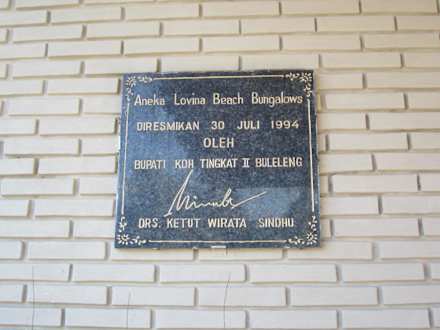 Aneka Lovina Beach Bungalows
DIRESMIKAN 30 JULI 1994
OLEH
BUPATI KDH TINGKAT II BULELENG
DRS. KETUT WIRATA SINDHU